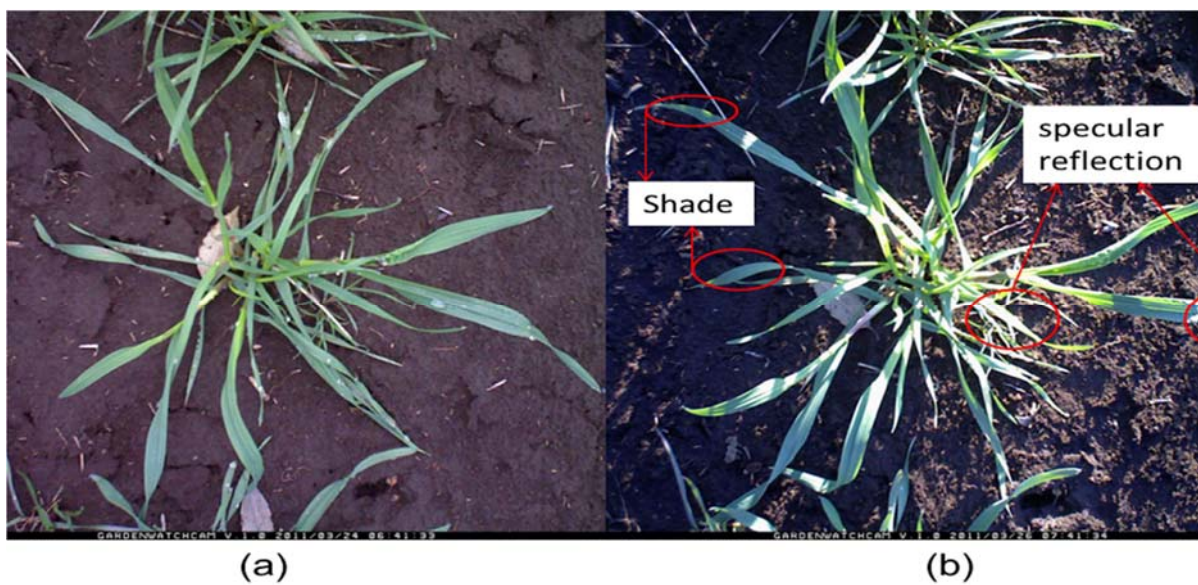 specular
reflection
Shade
GARDENWATCHCAM V.1.0 2011/03/24 06:41:33
GARDENWATCHCAM V.1.0 2011/03/26 07:41:34
(a)
(b)